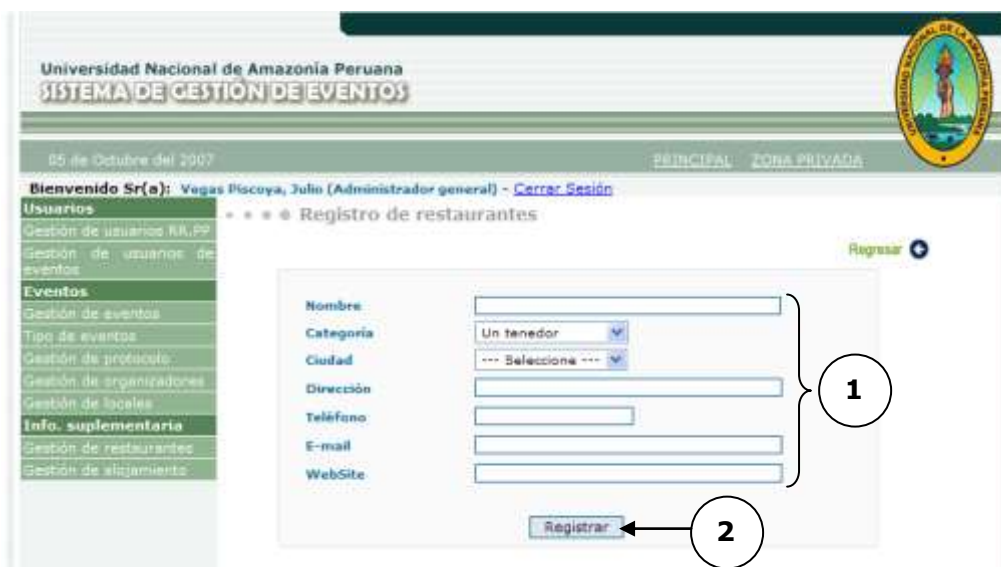 Universidad Nacional de Amazonía Peruana
SISTEMA DE GESTIÓN DE EVENTOS
05 de Octubre del 2007
PRINCIPAL ZONA PRIVADA
Bienvenido Sr(a): Vegas Piscoya, Julio (Administrador general) - Cerrar Sesión
Usuarios
Gestión de usuarios RR.PP
Gestión de usuarios de
eventos
Eventos
Gestión de eventos
Tipo de eventos
Gestión de protocolo
Gestión de organizadores
Gestión de locales
Info. suplementaria
Gestión de restaurantes
Gestión de alojamiento
Registro de restaurantes
Regresar
Nombre
Categoría Un tenedor
Ciudad --- Seleccione ---
Dirección
Teléfono
E-mail
WebSite
1
Registrar
2